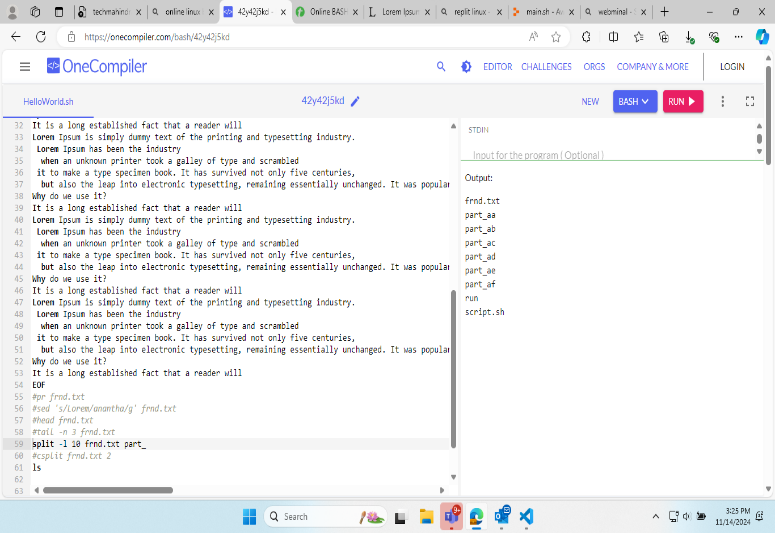 techmahind
online linux
42y42j5kd -
Online BASH
Lorem Ipsum
replit linux -
main.sh - Aw
webminal - S
https://onecompiler.com/bash/42y42j5kd
OneCompiler
EDITOR CHALLENGES ORGS COMPANY & MORE LOGIN
HelloWorld.sh
42y42j5kd
NEW BASH RUN
32 It is a long established fact that a reader will
33 Lorem Ipsum is simply dummy text of the printing and typesetting industry.
34 Lorem Ipsum has been the industry
35 when an unknown printer took a galley of type and scrambled
36 it to make a type specimen book. It has survived not only five centuries,
37 but also the leap into electronic typesetting, remaining essentially unchanged. It was popular
38 Why do we use it?
39 It is a long established fact that a reader will
40 Lorem Ipsum is simply dummy text of the printing and typesetting industry.
41 Lorem Ipsum has been the industry
42 when an unknown printer took a galley of type and scrambled
43 it to make a type specimen book. It has survived not only five centuries,
44 but also the leap into electronic typesetting, remaining essentially unchanged. It was popular
45 Why do we use it?
46 It is a long established fact that a reader will
47 Lorem Ipsum is simply dummy text of the printing and typesetting industry.
48 Lorem Ipsum has been the industry
49 when an unknown printer took a galley of type and scrambled
50 it to make a type specimen book. It has survived not only five centuries,
51 but also the leap into electronic typesetting, remaining essentially unchanged. It was popular
52 Why do we use it?
53 It is a long established fact that a reader will
54 EOF
55 #pr frnd.txt
56 #sed 's/Lorem/anantha/g' frnd.txt
57 #head frnd.txt
58 #tail -n 3 frnd.txt
59 split -l 10 frnd.txt part_
60 #csplit frnd.txt 2
61 ls
62
63
STDIN
Input for the program ( Optional )
Output:
frnd.txt
part_aa
part_ab
part_ac
part_ad
part_ae
part_af
run
script.sh
Search
9+
3:25 PM
11/14/2024